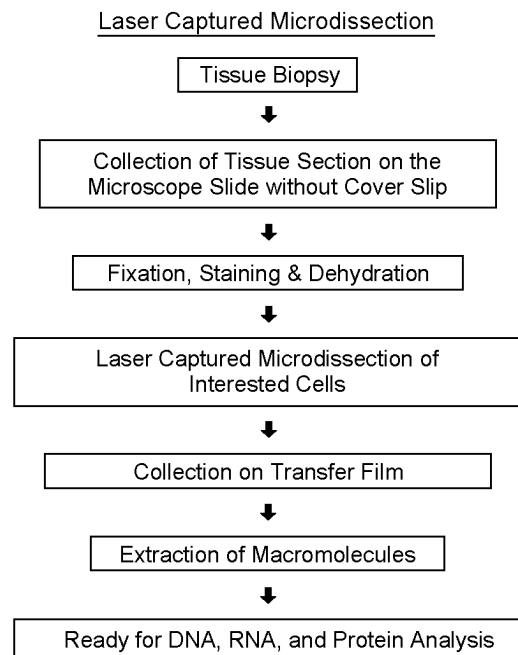 Laser Captured Microdissection
Tissue Biopsy
Collection of Tissue Section on the
Microscope Slide without Cover Slip
Fixation, Staining & Dehydration
Laser Captured Microdissection of
Interested Cells
Collection on Transfer Film
Extraction of Macromolecules
Ready for DNA, RNA, and Protein Analysis